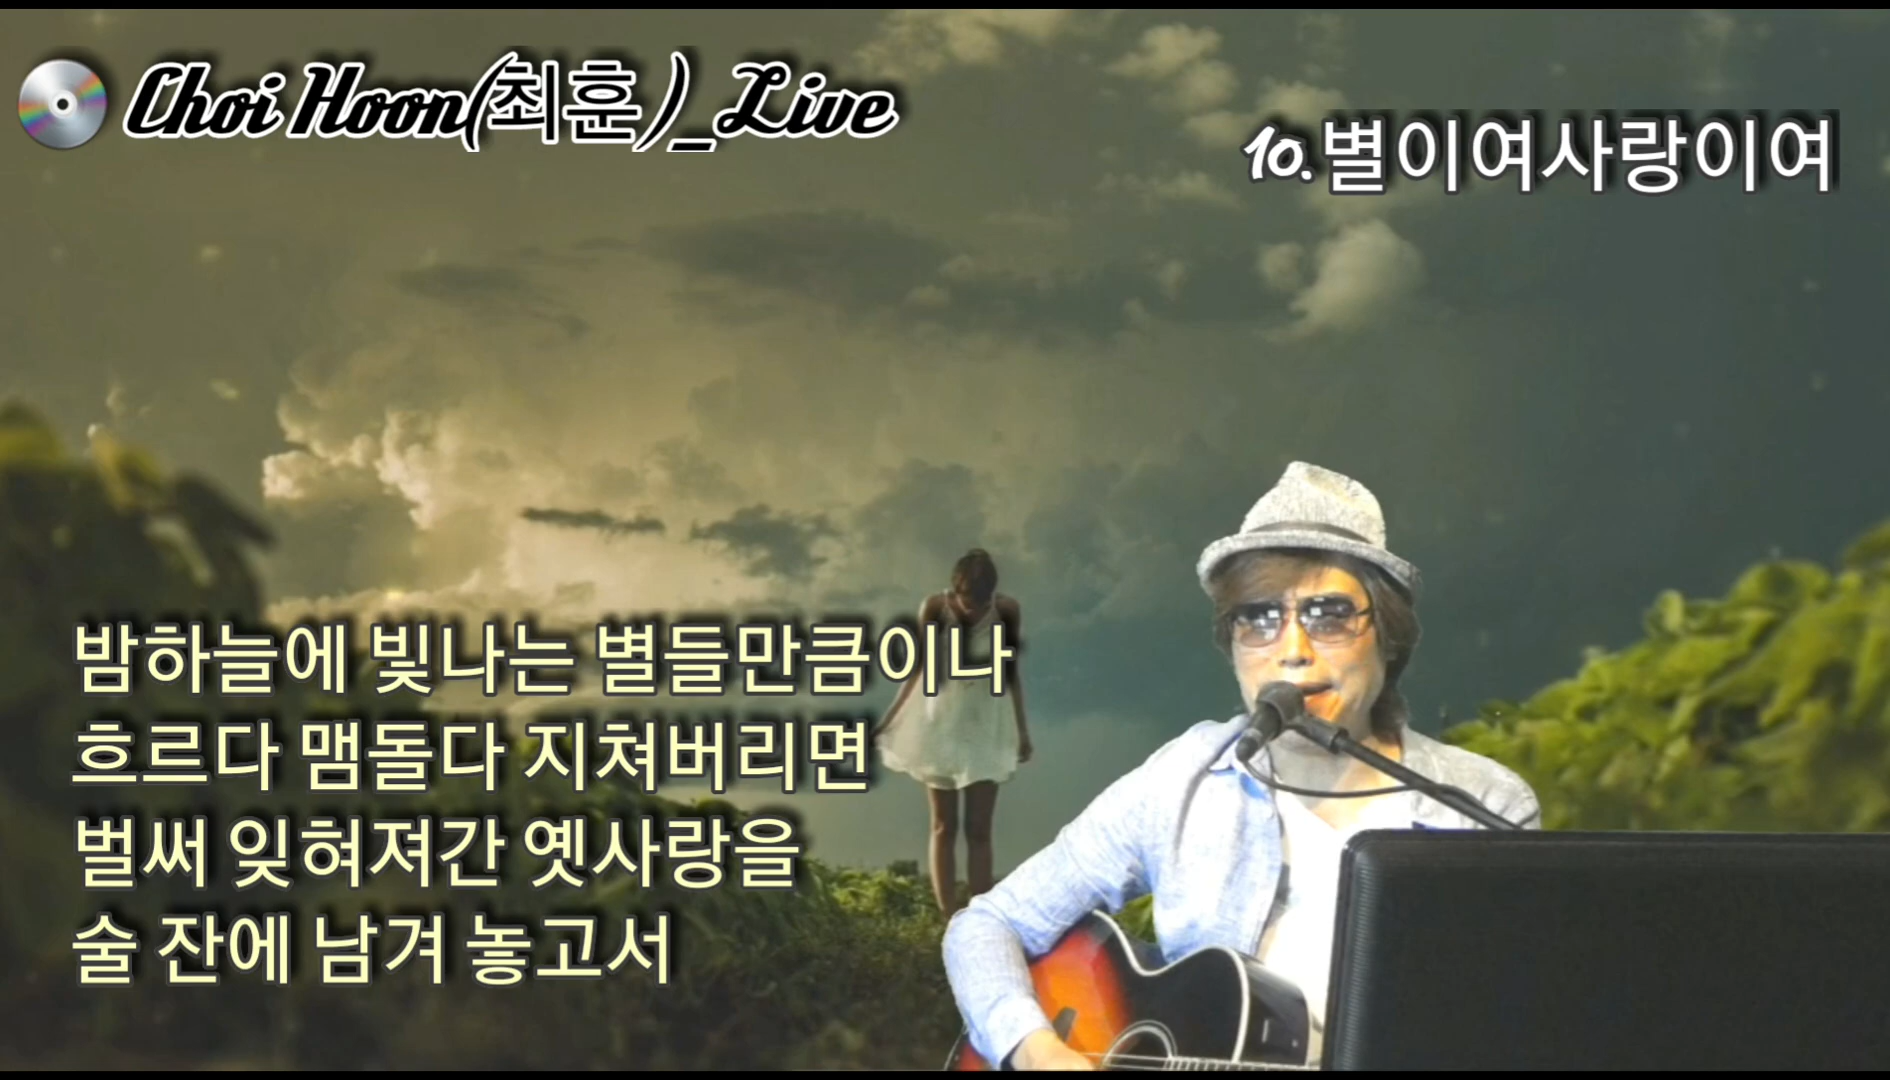 Choi Hoon(최훈)_Live
10.별이여사랑이여
밤하늘에 빛나는 별들만큼이나
흐르다 맴돌다 지쳐버리면
벌써 잊혀져간 옛사랑을
술 잔에 남겨 놓고서